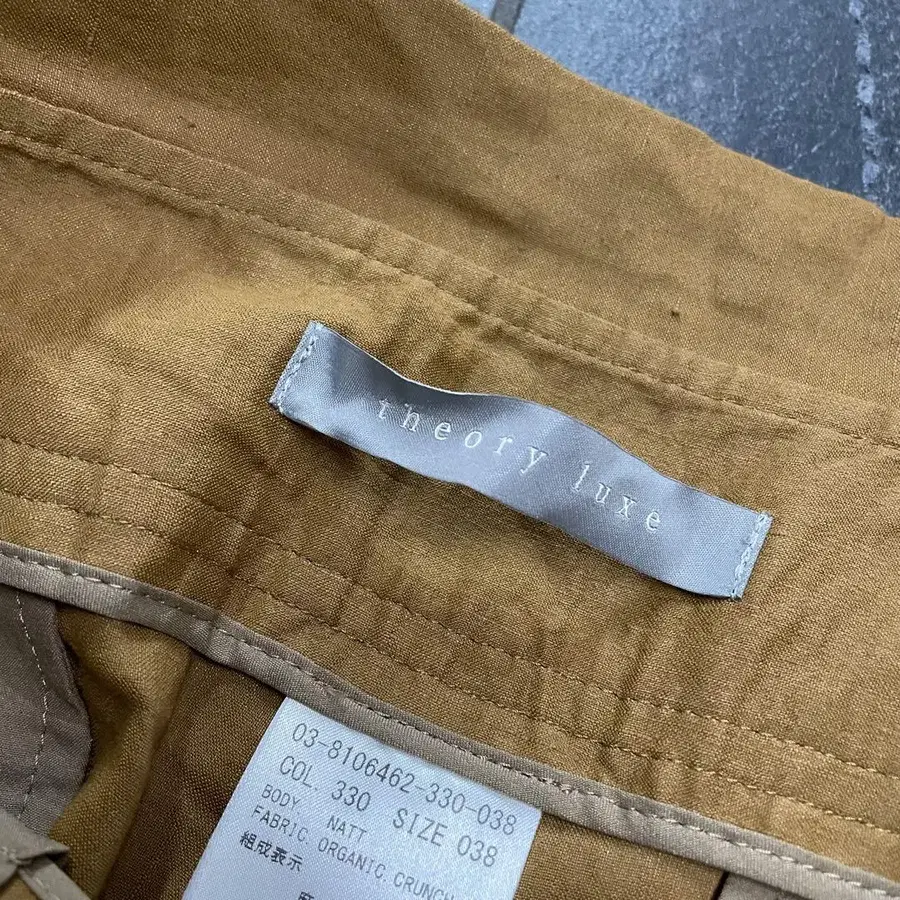 theory luxe
03-8106462-330-038
COL. 330 SIZE 038
BODY NATT
FABRIC. ORGANIC. CRUNCH
組成表示